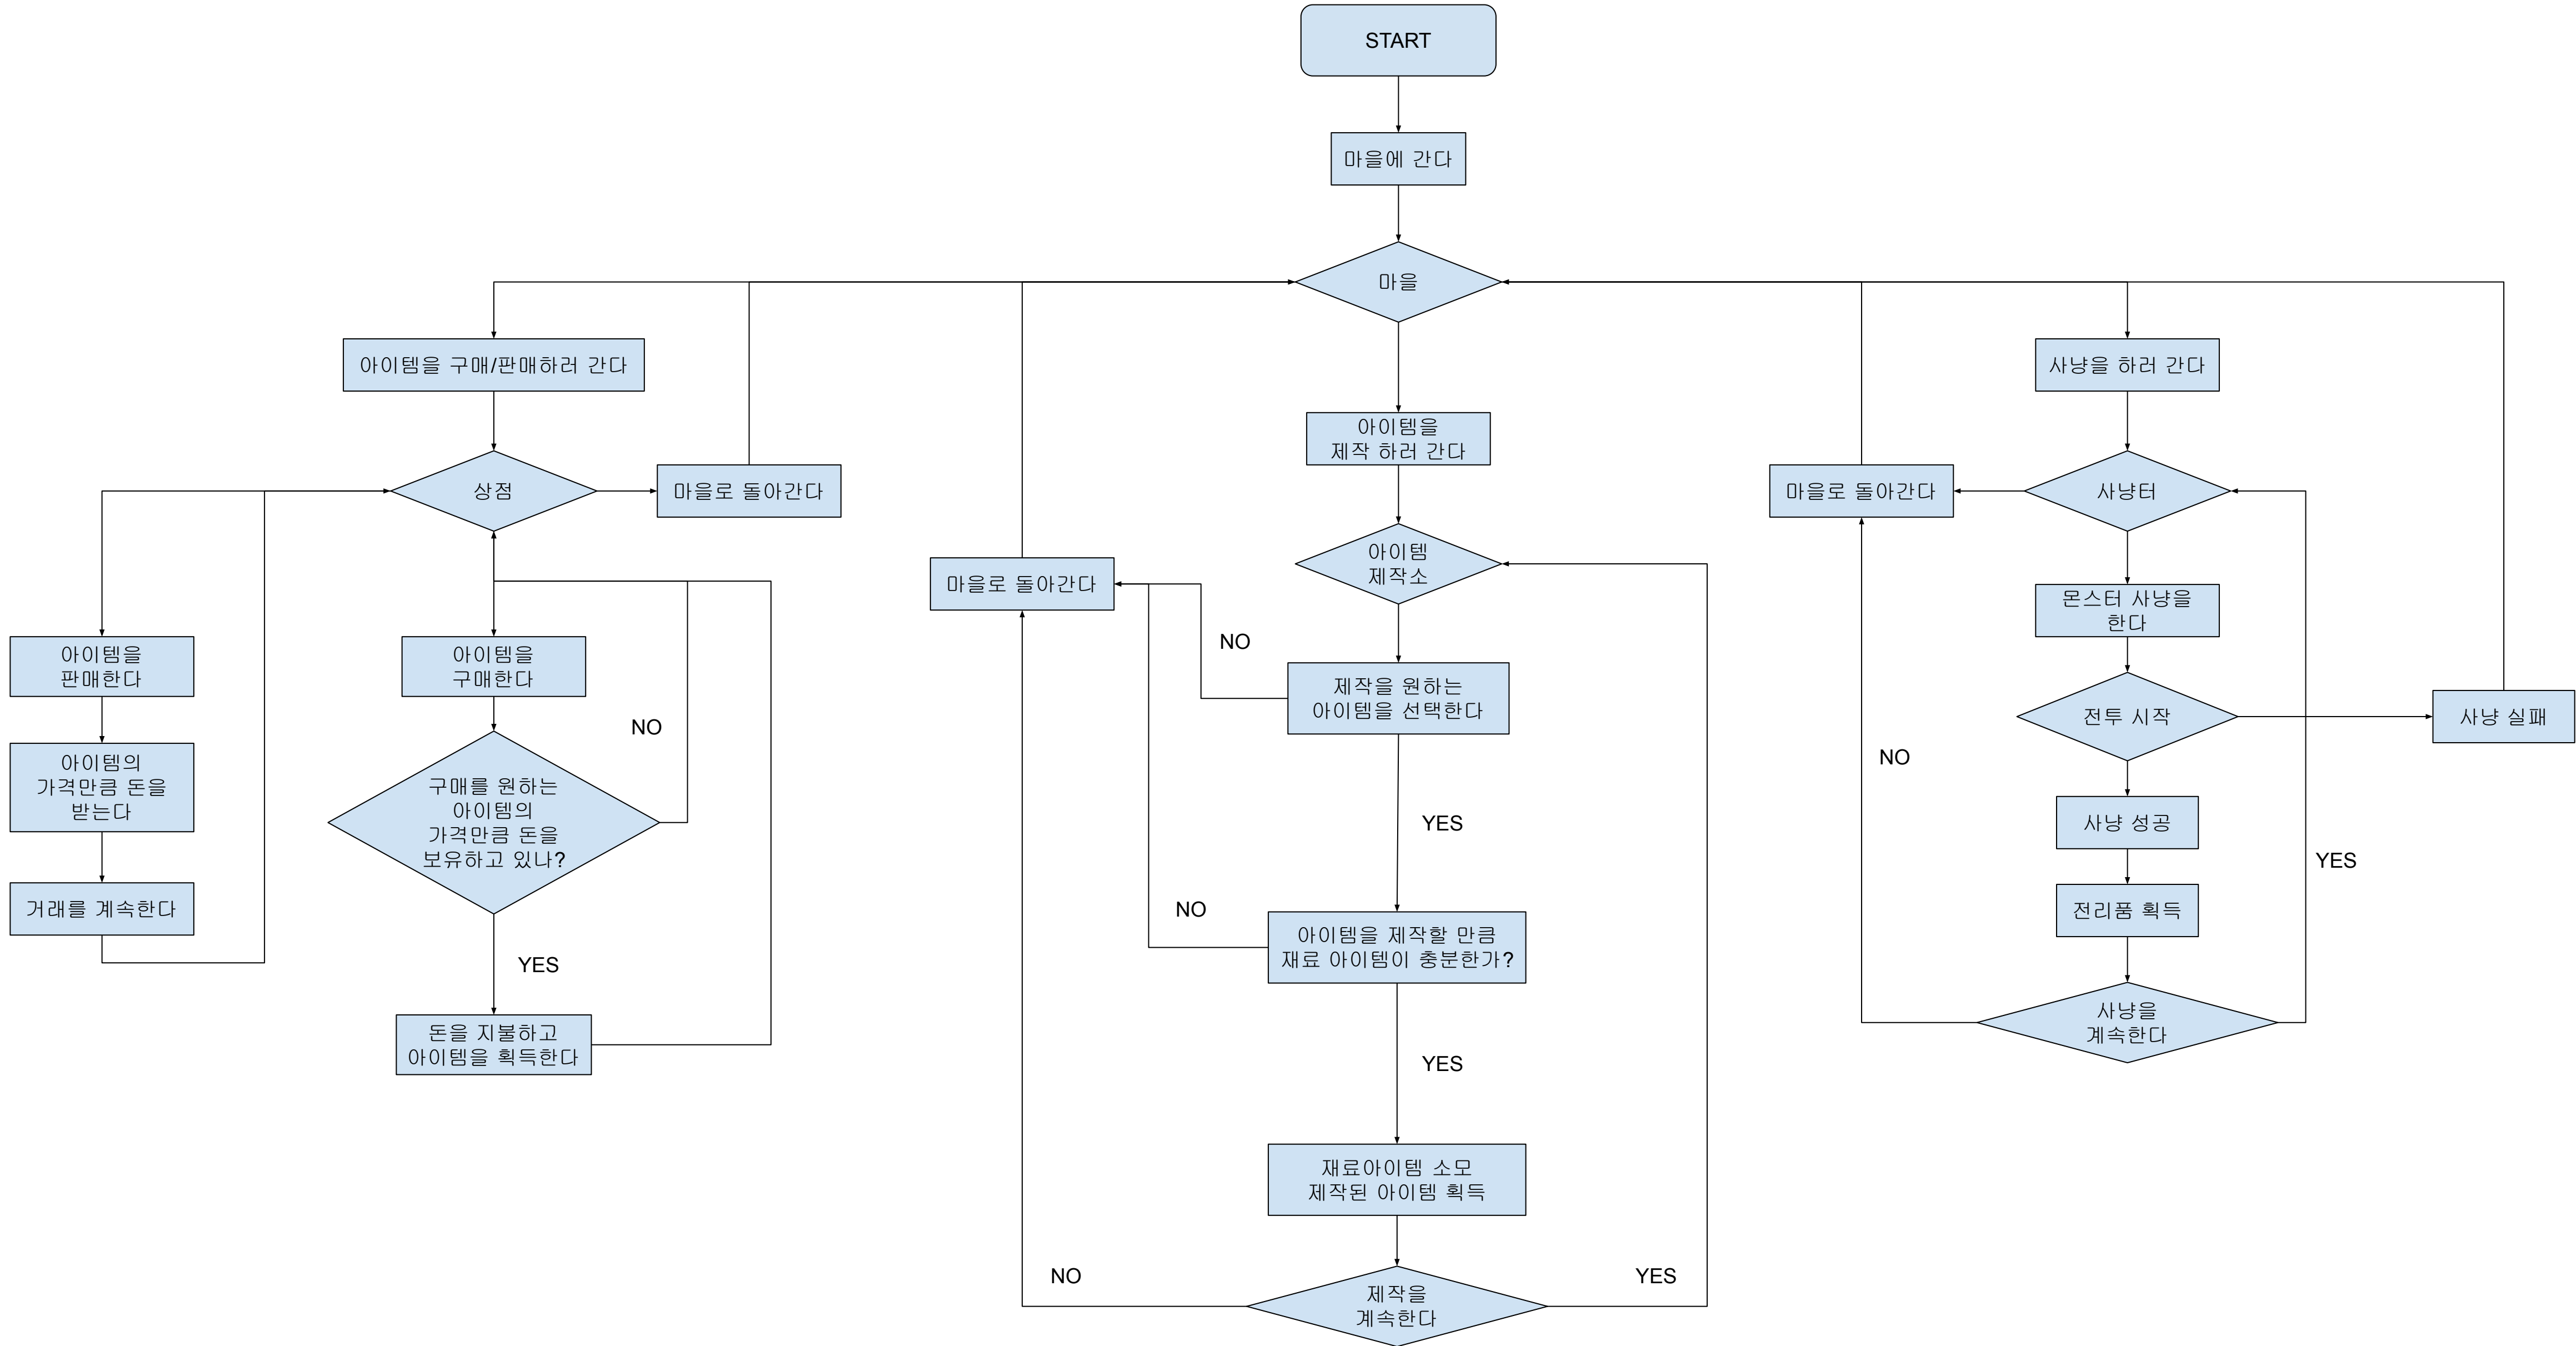 START
마을에 간다
마을
아이템을 구매/판매하러 간다
상점
마을로 돌아간다
아이템을
판매한다
아이템의
가격만큼 돈을
받는다
거래를 계속한다
아이템을
구매한다
NO
구매를 원하는
아이템의
가격만큼 돈을
보유하고 있나?
YES
돈을 지불하고
아이템을 획득한다
아이템을
제작 하러 간다
아이템
제작소
마을로 돌아간다
NO
제작을 원하는
아이템을 선택한다
YES
NO
아이템을 제작할 만큼
재료 아이템이 충분한가?
YES
재료아이템 소모
제작된 아이템 획득
NO
YES
제작을
계속한다
사냥을 하러 간다
마을로 돌아간다
사냥터
몬스터 사냥을
한다
전투 시작
사냥 실패
NO
사냥 성공
YES
전리품 획득
사냥을
계속한다